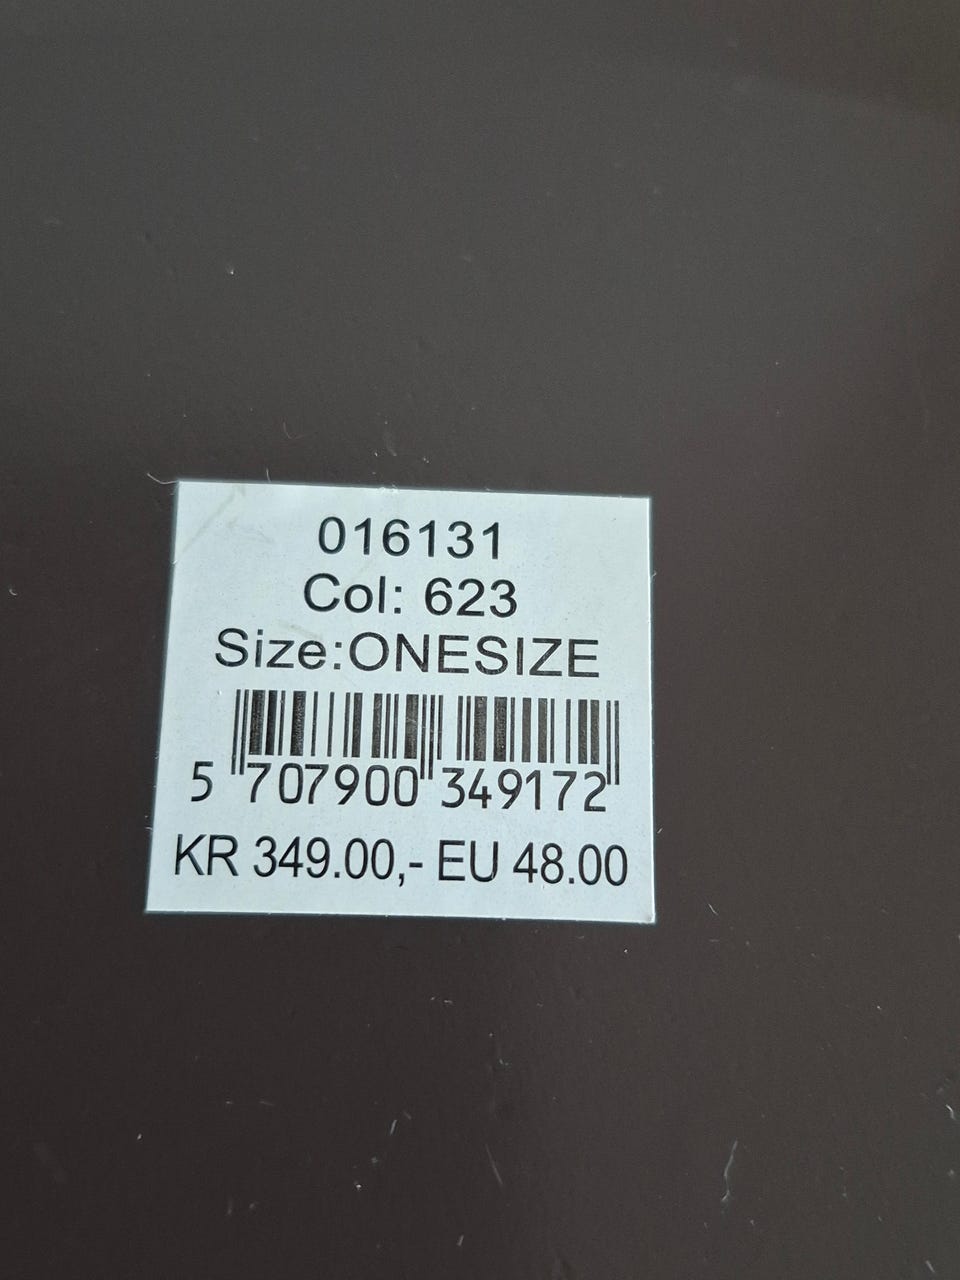 016131
Col: 623
Size:ONESIZE
5 707900 349172
KR 349.00,- EU 48.00